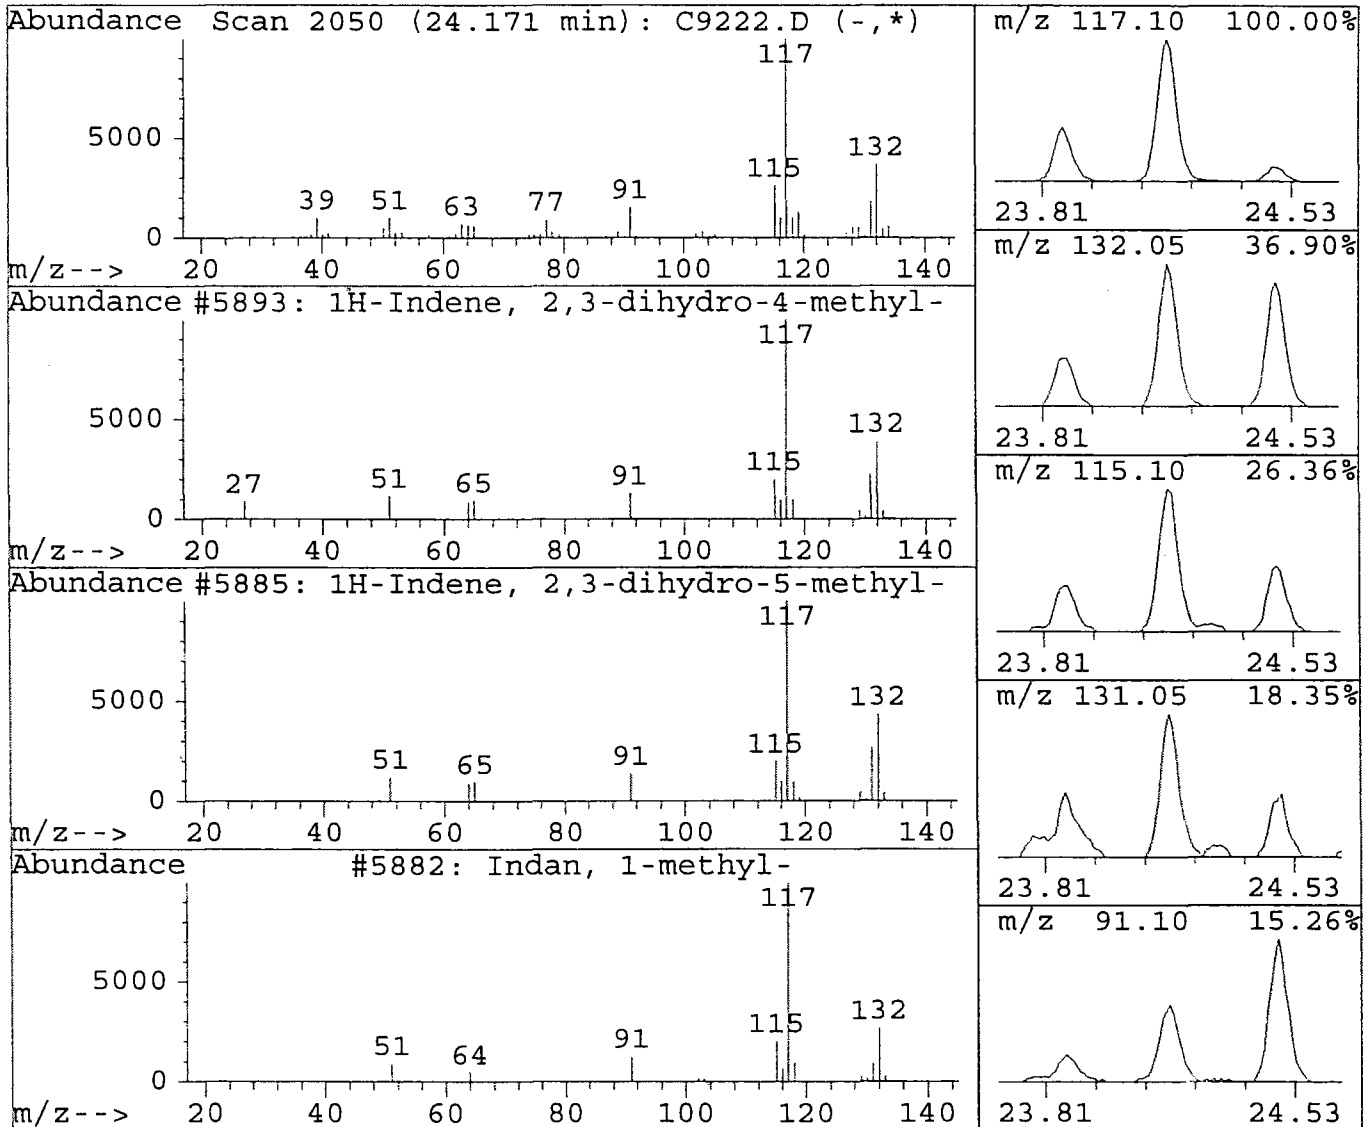 Abundance Scan 2050 (24.171 min): C9222.D (-,*)
117
5000
132
115
39 51 63 77 91
0
m/z--> 20 40 60 80 100 120 140
Abundance #5893: 1H-Indene, 2,3-dihydro-4-methyl-
117
5000
132
115
27 51 65 91
0
m/z--> 20 40 60 80 100 120 140
Abundance #5885: 1H-Indene, 2,3-dihydro-5-methyl-
117
5000
132
115
51 65 91
0
m/z--> 20 40 60 80 100 120 140
Abundance #5882: Indan, 1-methyl-
117
5000
132
115
51 64 91
0
m/z--> 20 40 60 80 100 120 140
m/z 117.10 100.00%
23.81 24.53
m/z 132.05 36.90%
23.81 24.53
m/z 115.10 26.36%
23.81 24.53
m/z 131.05 18.35%
23.81 24.53
m/z 91.10 15.26%
23.81 24.53